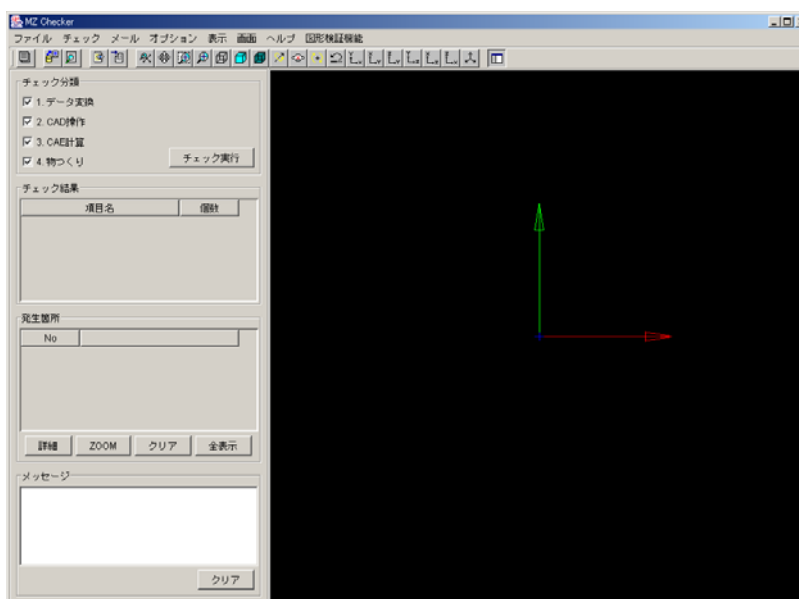 MZ Checker
ファイル チェック メール オプション 表示 画面 ヘルプ 図形検証機能
チェック分類
1. データ変換
2. CAD操作
3. CAE計算
4. 物つくり
チェック実行
チェック結果
項目名 個数
発生箇所
No
詳細 ZOOM クリア 全表示
メッセージ
クリア